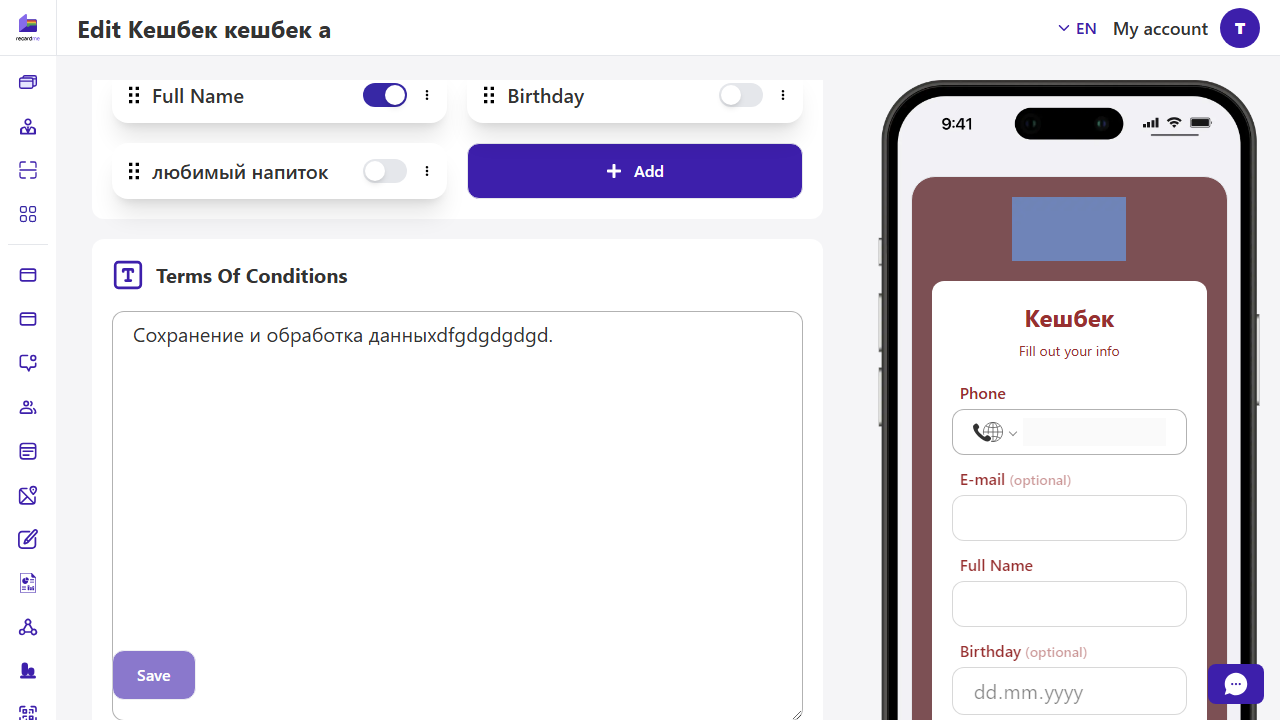 recardme
Edit Кешбек кешбек а
EN
My account
T
Full Name
Birthday
любимый напиток
Add
Terms Of Conditions
Сохранение и обработка данныхdfgdgdgdgd.
Save
9:41
Кешбек
Fill out your info
Phone
E-mail (optional)
Full Name
Birthday (optional)
dd.mm.yyyy